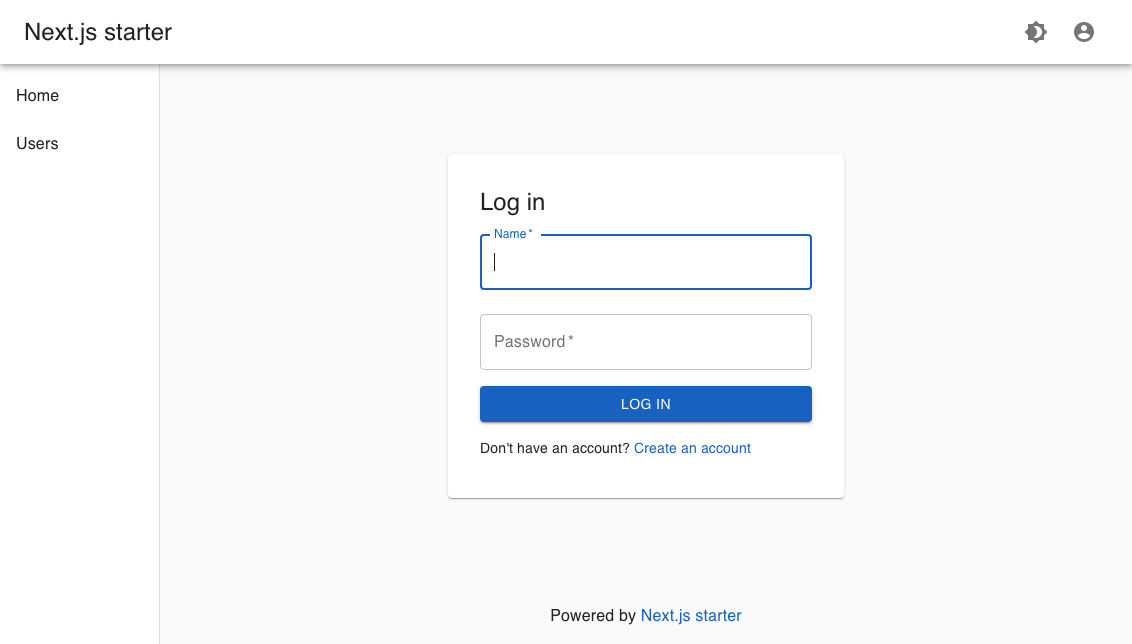 Next.js starter
Home
Users
Log in
Name *
Password *
LOG IN
Don't have an account? Create an account
Powered by Next.js starter